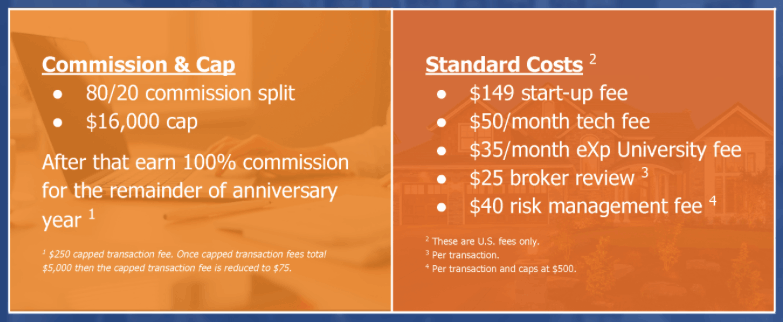 Commission & Cap
● 80/20 commission split
● $16,000 cap
After that earn 100% commission
for the remainder of anniversary
year ¹
¹ $250 capped transaction fee. Once capped transaction fees total
$5,000 then the capped transaction fee is reduced to $75.
Standard Costs ²
● $149 start-up fee
● $50/month tech fee
● $35/month eXp University fee
● $25 broker review ³
● $40 risk management fee ⁴
² These are U.S. fees only.
³ Per transaction.
⁴ Per transaction and caps at $500.